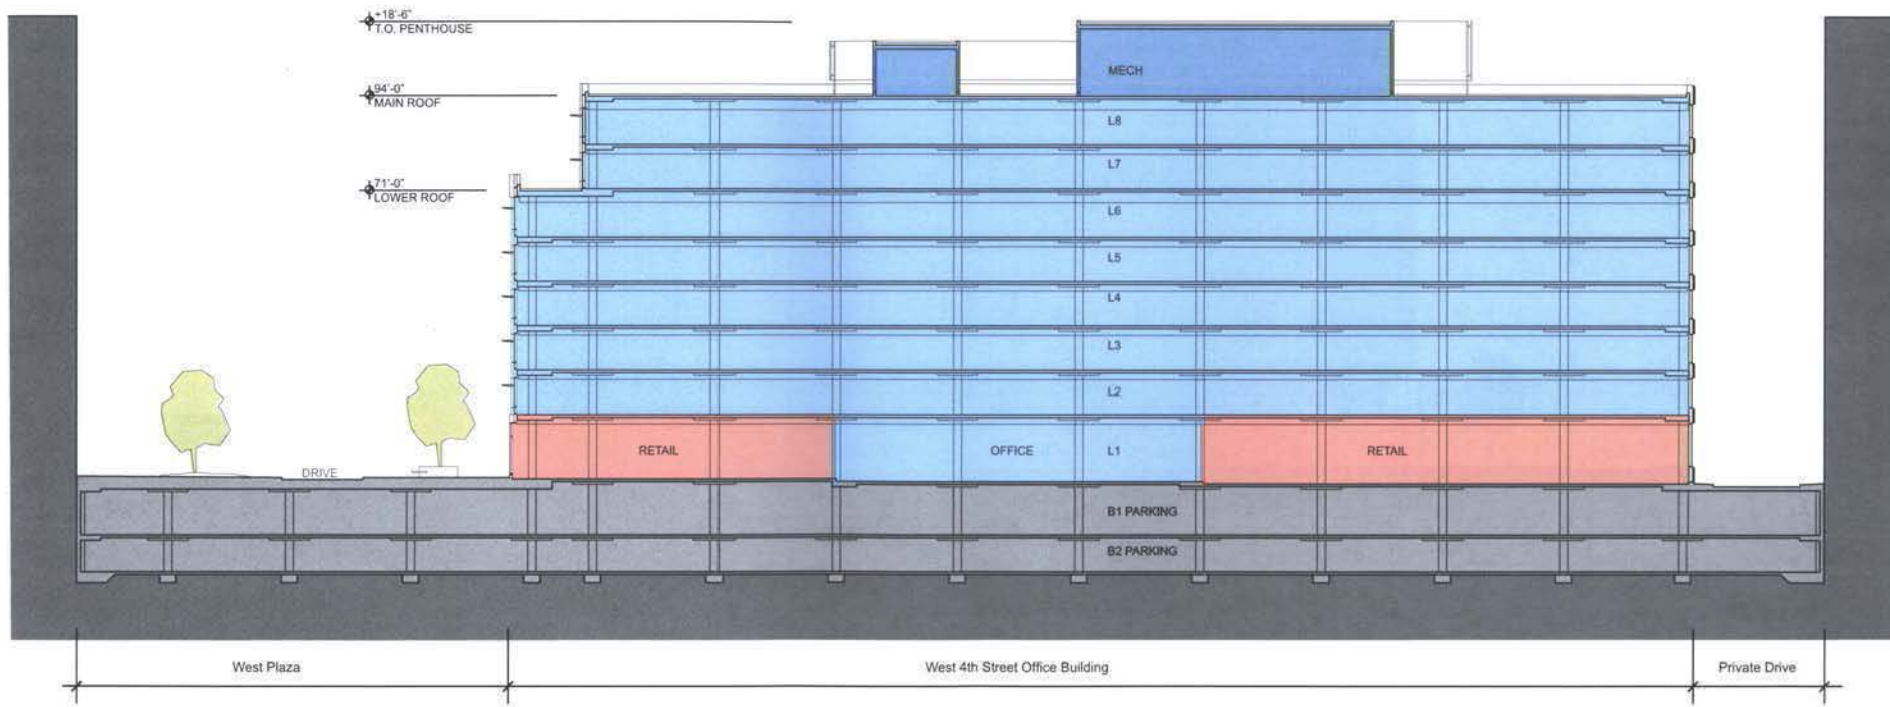 +18'-6"
T.O. PENTHOUSE
MECH
94'-0"
MAIN ROOF
L8
L7
71'-0"
LOWER ROOF
L6
L5
L4
L3
L2
RETAIL
OFFICE
L1
RETAIL
DRIVE
B1 PARKING
B2 PARKING
West Plaza
West 4th Street Office Building
Private Drive